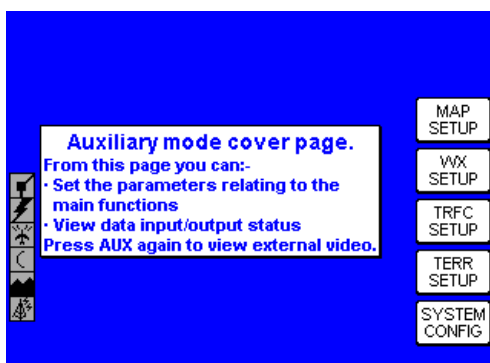 Auxiliary mode cover page.
From this page you can:-
· Set the parameters relating to the
main functions
· View data input/output status
Press AUX again to view external video.
MAP
SETUP
WX
SETUP
TRFC
SETUP
TERR
SETUP
SYSTEM
CONFIG